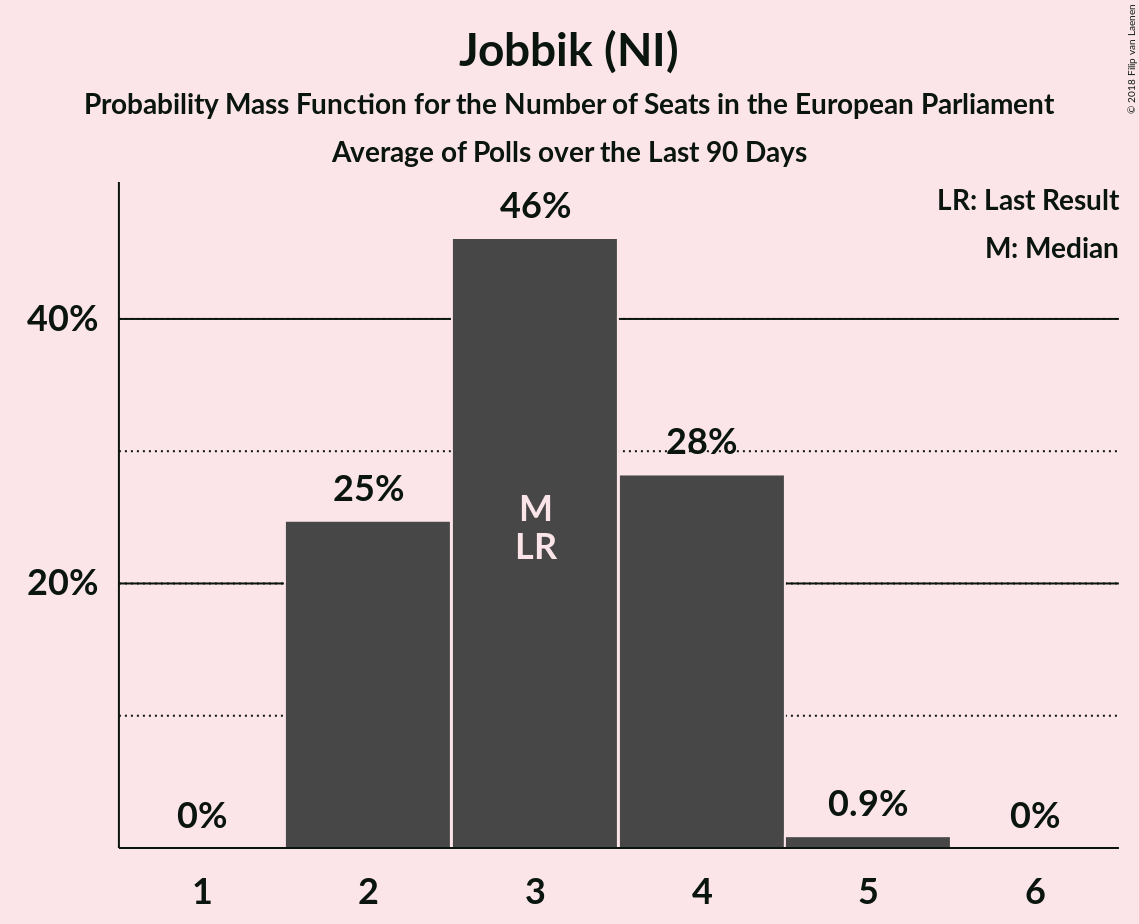 Jobbik (NI)
Probability Mass Function for the Number of Seats in the European Parliament
Average of Polls over the Last 90 Days
© 2018 Filip van Laenen
LR: Last Result
M: Median
46%
40%
28%
25%
M
LR
20%
0%
0.9%
0%
1 2 3 4 5 6